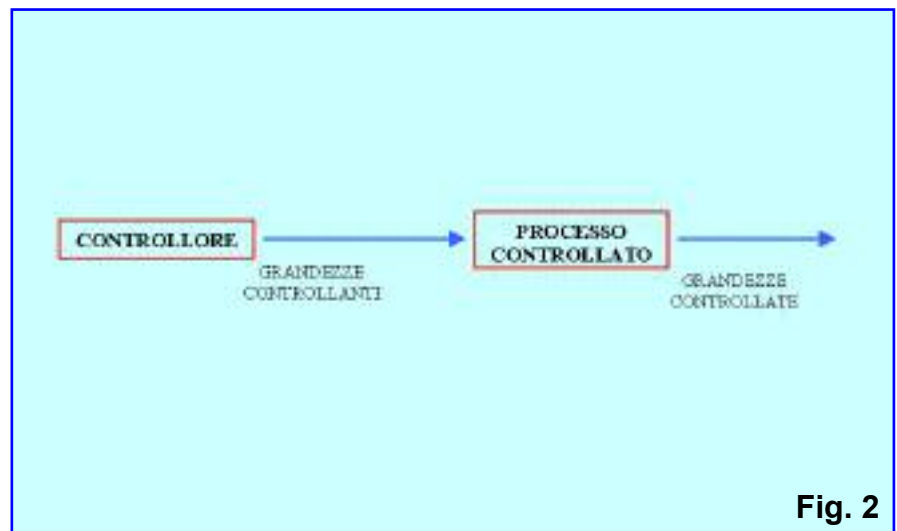 CONTROLLORE
GRANDEZZE
CONTROLLANTI
PROCESSO
CONTROLLATO
GRANDEZZE
CONTROLLATE
Fig. 2